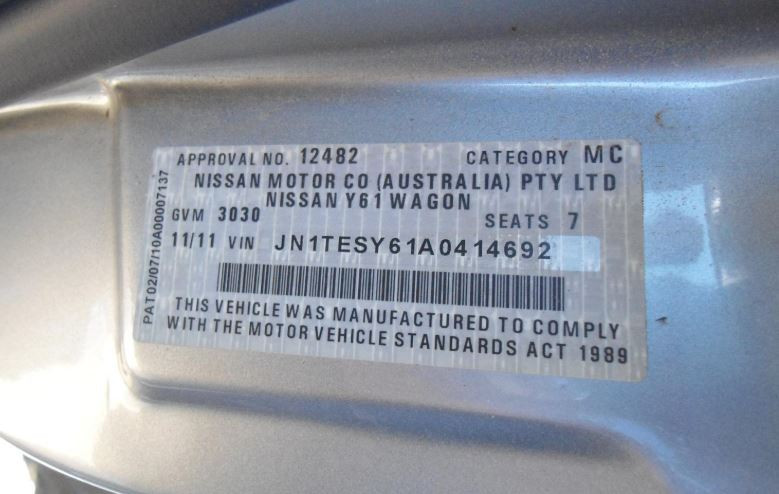 APPROVAL NO. 12482 CATEGORY MC
NISSAN MOTOR CO (AUSTRALIA) PTY LTD
NISSAN Y61 WAGON
GVM 3030 SEATS 7
11/11 VIN JN1TESY61A0414692
THIS VEHICLE WAS MANUFACTURED TO COMPLY
WITH THE MOTOR VEHICLE STANDARDS ACT 1989
PAT02/07/10A00007137